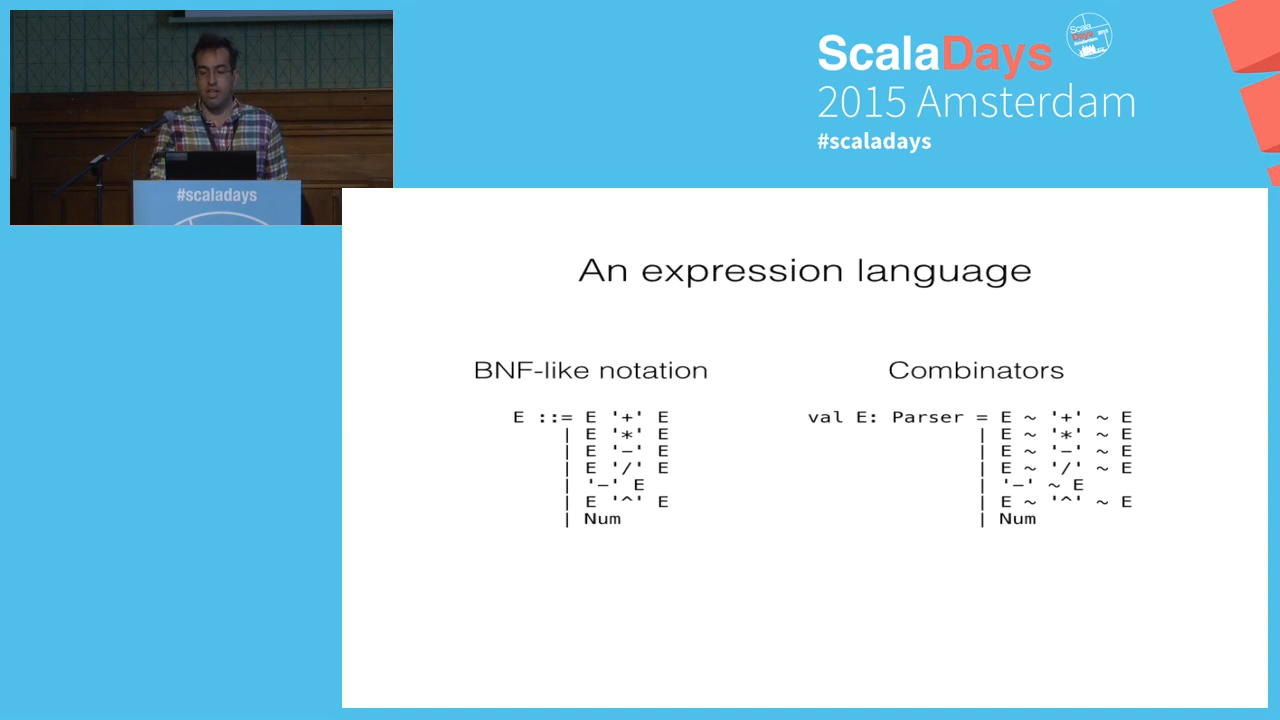 ScalaDays
2015 Amsterdam
#scaladays
#scaladays
An expression language
BNF-like notation
E ::= E '+' E
| E '*' E
| E '-' E
| E '/' E
| '-' E
| E '^' E
| Num
Combinators
val E: Parser = E ~ '+' ~ E
| E ~ '*' ~ E
| E ~ '-' ~ E
| E ~ '/' ~ E
| '-' ~ E
| E ~ '^' ~ E
| Num